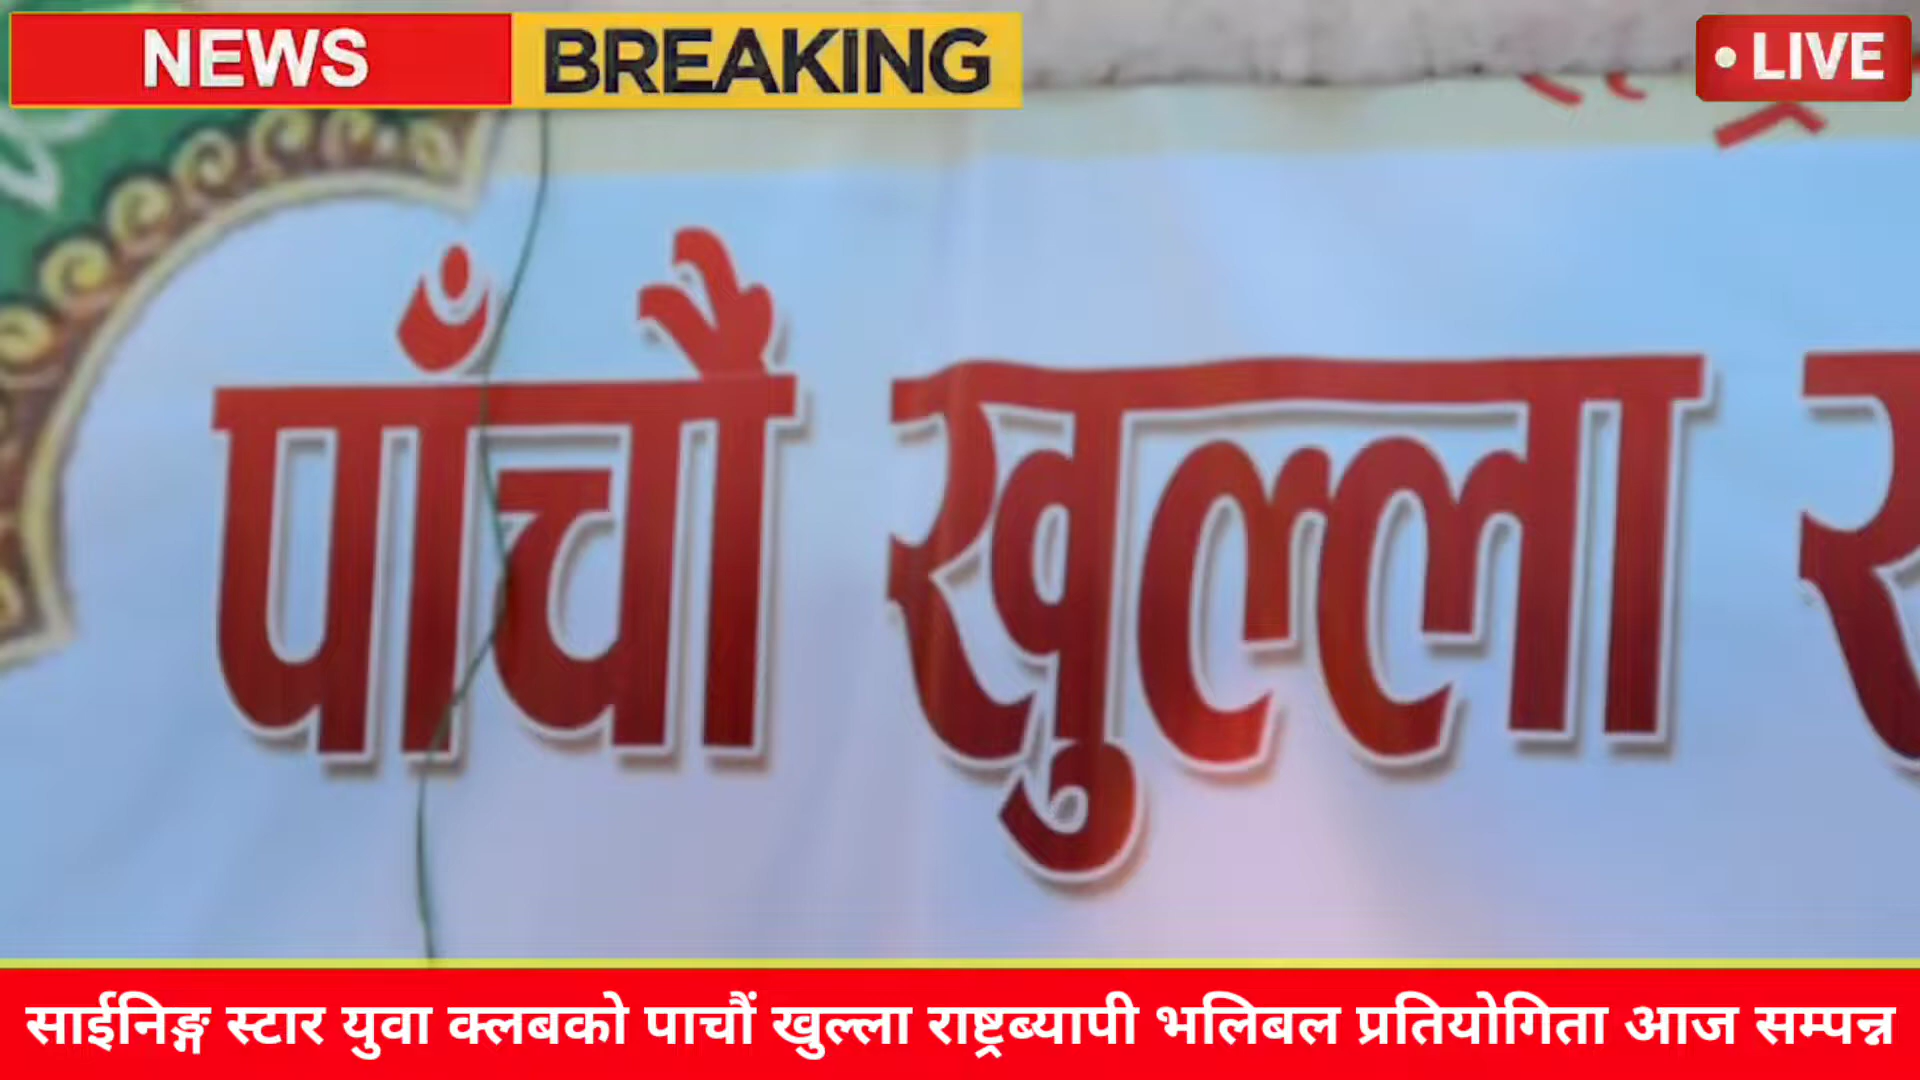 NEWS BREAKING
LIVE
पाँचौ खुल्ला
साईनिङ्ग स्टार युवा क्लबको पाचौं खुल्ला राष्ट्रब्यापी भलिबल प्रतियोगिता आज सम्पन्न